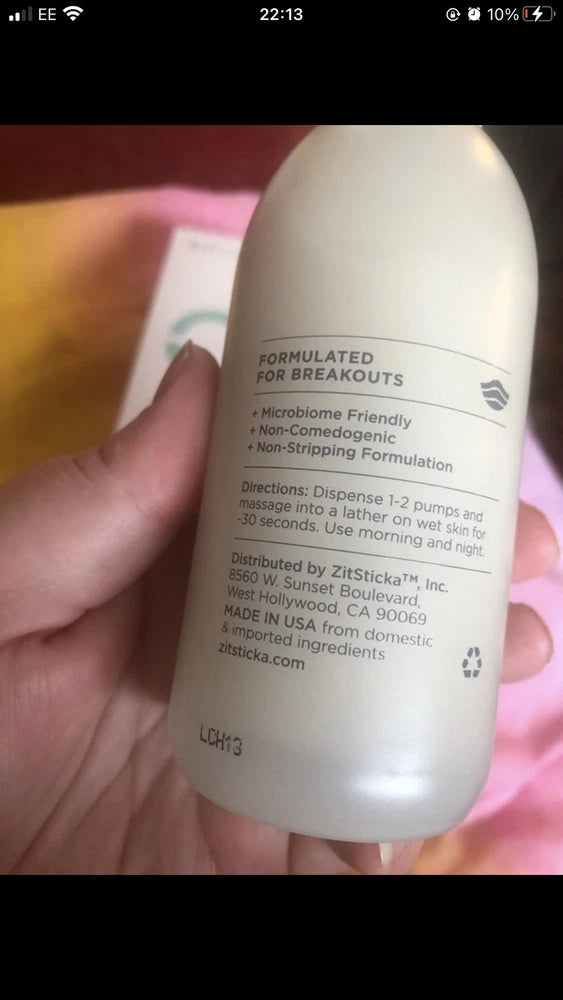 EE
22:13
10%
FORMULATED
FOR BREAKOUTS
+ Microbiome Friendly
+ Non-Comedogenic
+ Non-Stripping Formulation
Directions: Dispense 1-2 pumps and
massage into a lather on wet skin for
~30 seconds. Use morning and night.
Distributed by ZitSticka™, Inc.
8560 W. Sunset Boulevard,
West Hollywood, CA 90069
MADE IN USA from domestic
& imported ingredients
zitsticka.com
LCH13